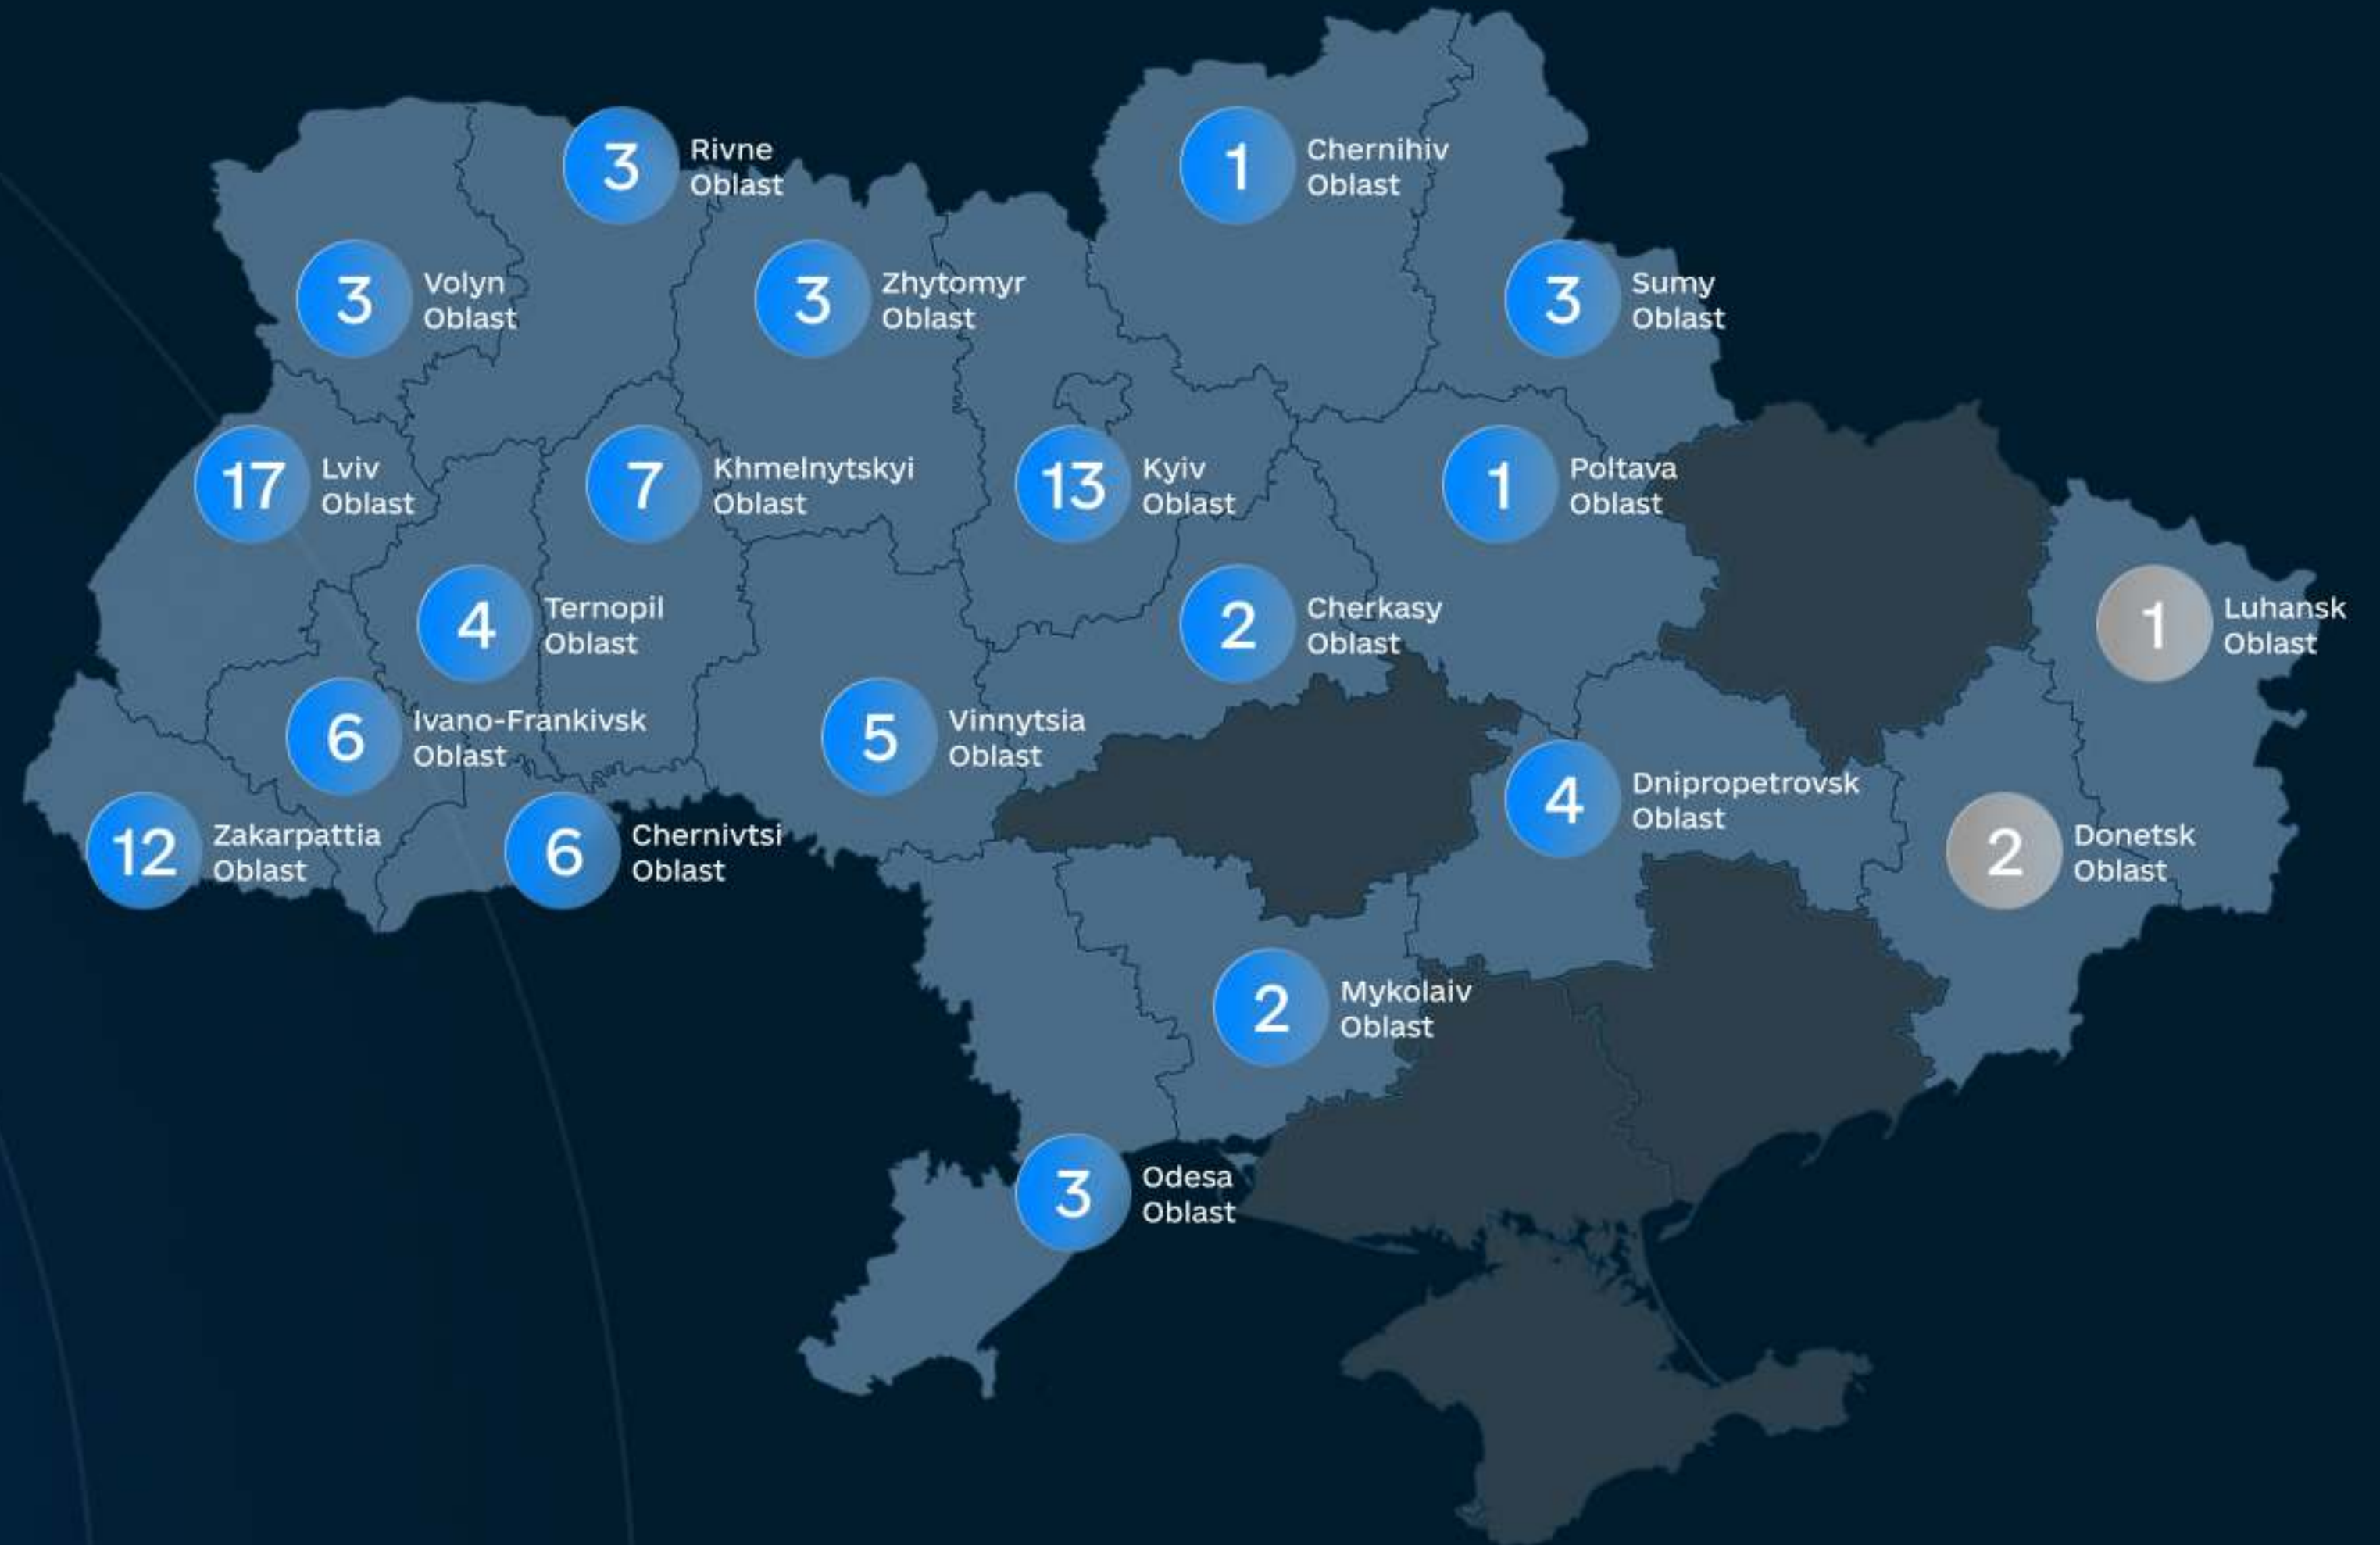 3
Rivne
Oblast
1
Chernihiv
Oblast
3
Volyn
Oblast
3
Zhytomyr
Oblast
3
Sumy
Oblast
17
Lviv
Oblast
7
Khmelnytskyi
Oblast
13
Kyiv
Oblast
1
Poltava
Oblast
4
Ternopil
Oblast
2
Cherkasy
Oblast
1
Luhansk
Oblast
6
Ivano-Frankivsk
Oblast
5
Vinnytsia
Oblast
4
Dnipropetrovsk
Oblast
12
Zakarpattia
Oblast
6
Chernivtsi
Oblast
2
Donetsk
Oblast
2
Mykolaiv
Oblast
3
Odesa
Oblast